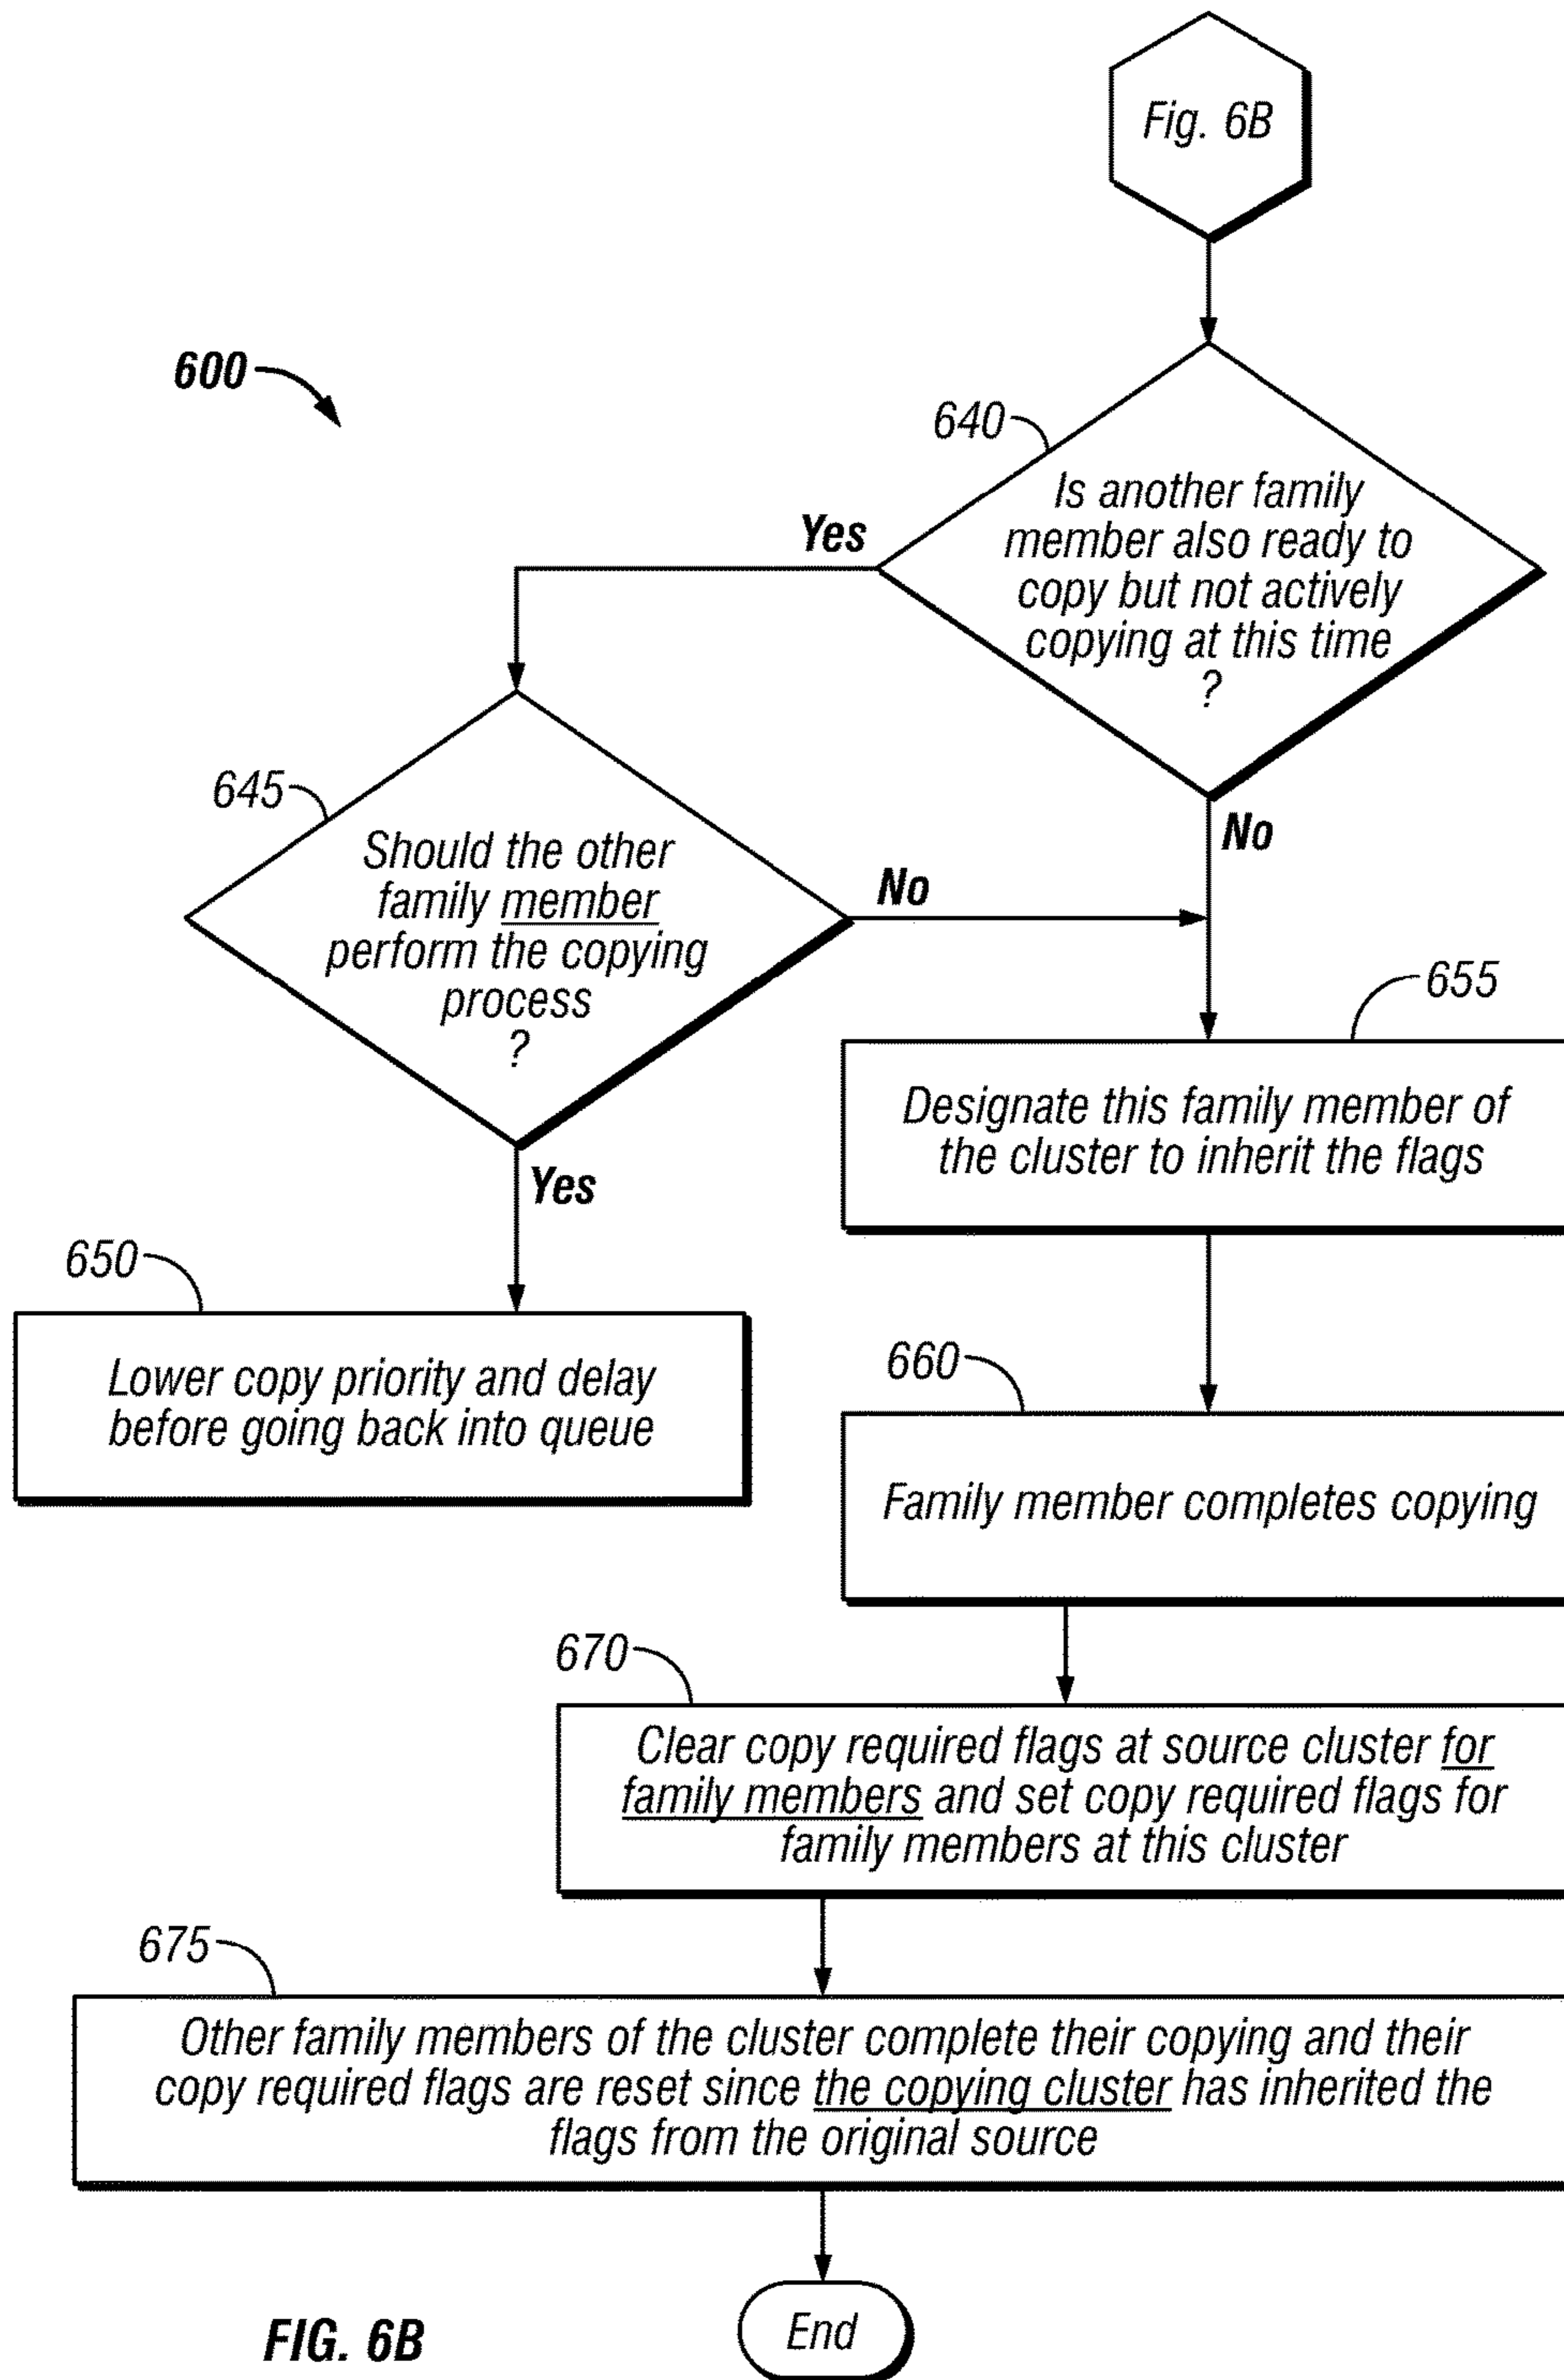 Fig. 6B
600
640
Is another family
member also ready to
copy but not actively
copying at this time
?
Yes
No
645
Should the other
family member
perform the copying
process
?
No
Yes
655
Designate this family member of
the cluster to inherit the flags
650
Lower copy priority and delay
before going back into queue
660
Family member completes copying
670
Clear copy required flags at source cluster for
family members and set copy required flags for
family members at this cluster
675
Other family members of the cluster complete their copying and their
copy required flags are reset since the copying cluster has inherited the
flags from the original source
End
FIG. 6B